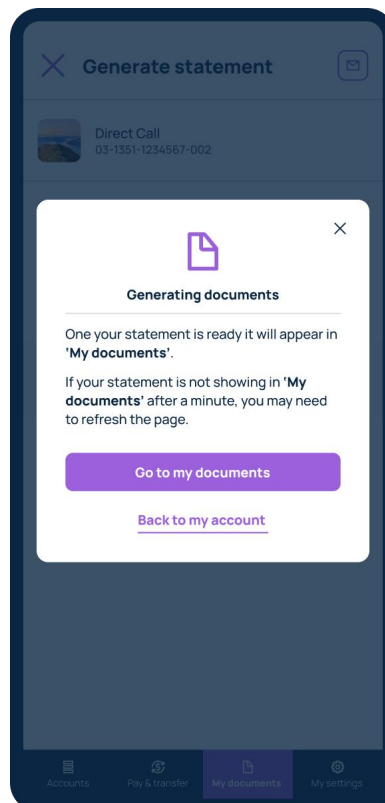 Generate statement
Direct Call
03-1351-1234567-002
Generating documents
One your statement is ready it will appear in
'My documents'.
If your statement is not showing in 'My
documents' after a minute, you may need
to refresh the page.
Go to my documents
Back to my account
Accounts
Pay & transfer
My documents
My settings